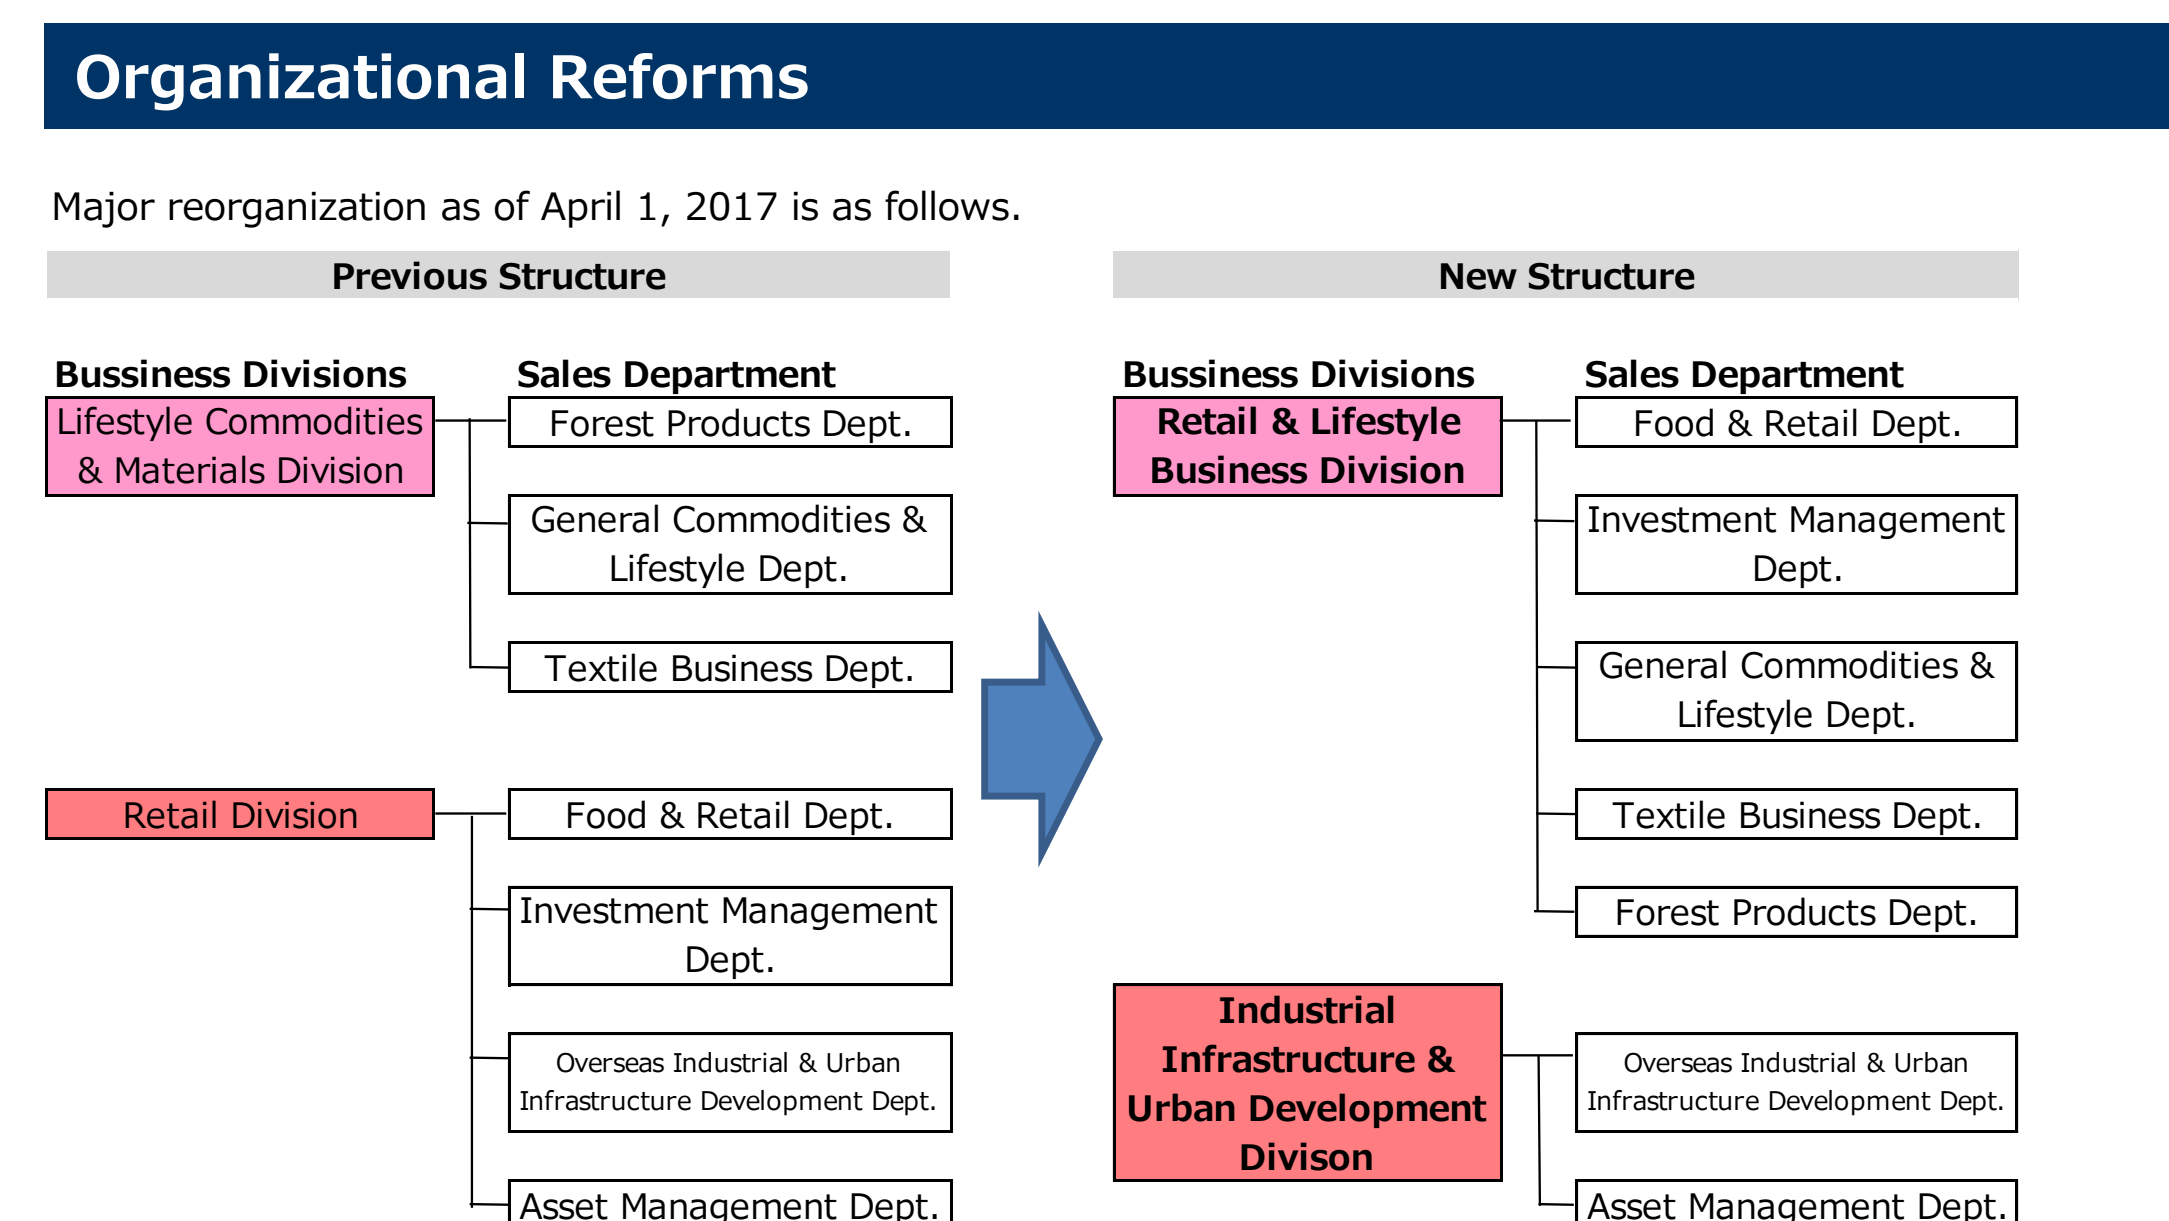 Organizational Reforms
Major reorganization as of April 1, 2017 is as follows.
Previous Structure
Bussiness Divisions
Sales Department
Lifestyle Commodities
& Materials Division
Forest Products Dept.
General Commodities &
Lifestyle Dept.
Textile Business Dept.
Retail Division
Food & Retail Dept.
Investment Management
Dept.
Overseas Industrial & Urban
Infrastructure Development Dept.
Asset Management Dept.
New Structure
Bussiness Divisions
Sales Department
Retail & Lifestyle
Business Division
Food & Retail Dept.
Investment Management
Dept.
General Commodities &
Lifestyle Dept.
Textile Business Dept.
Forest Products Dept.
Industrial
Infrastructure &
Urban Development
Divison
Overseas Industrial & Urban
Infrastructure Development Dept.
Asset Management Dept.